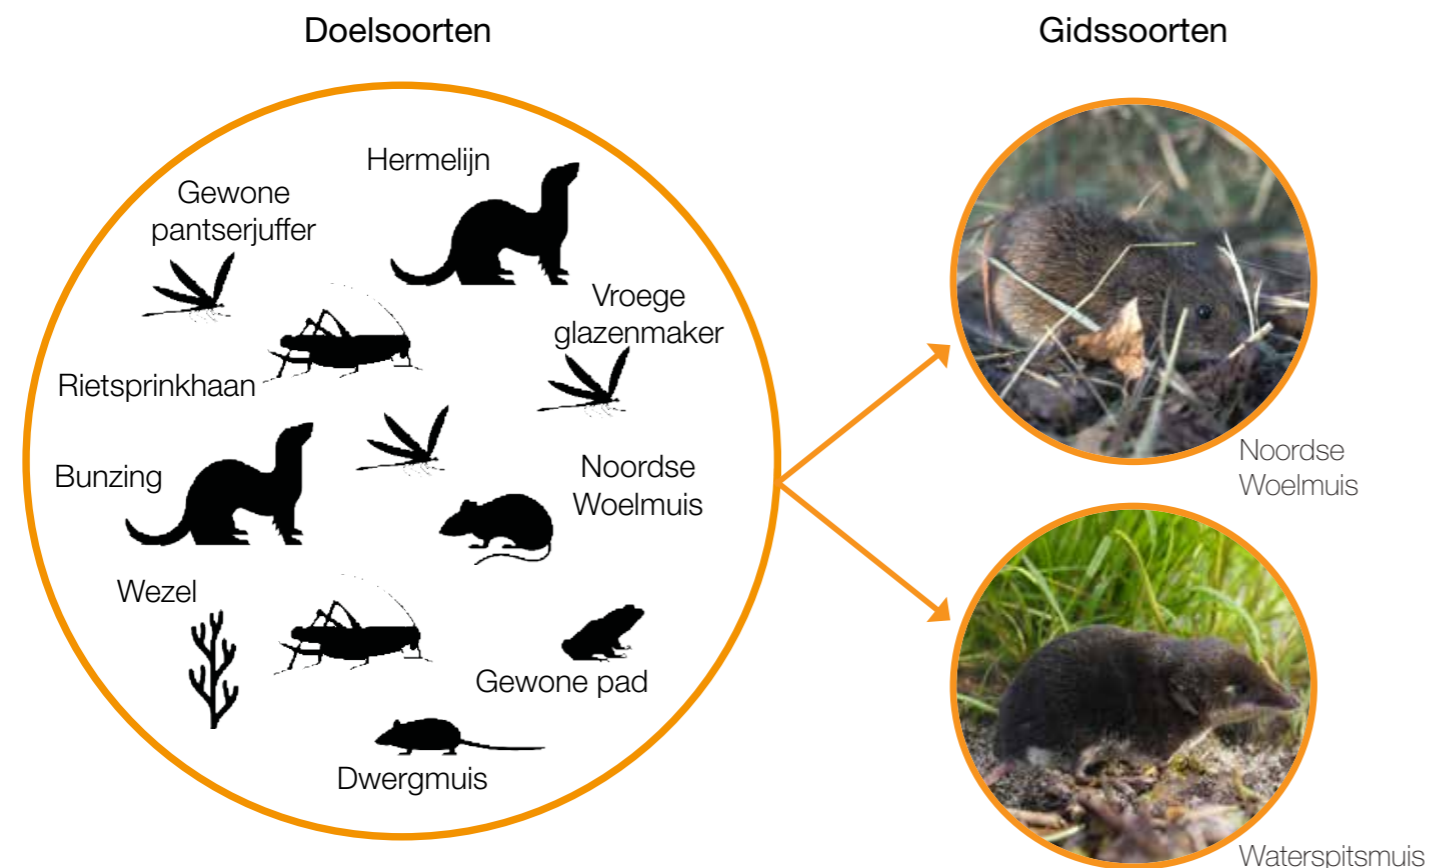 Doelsoorten
Gidssoorten
Hermelijn
Gewone
pantserjuffer
Vroege
glazenmaker
Rietsprinkhaan
Bunzing
Noordse
Woelmuis
Wezel
Gewone pad
Dwergmuis
Noordse
Woelmuis
Waterspitsmuis